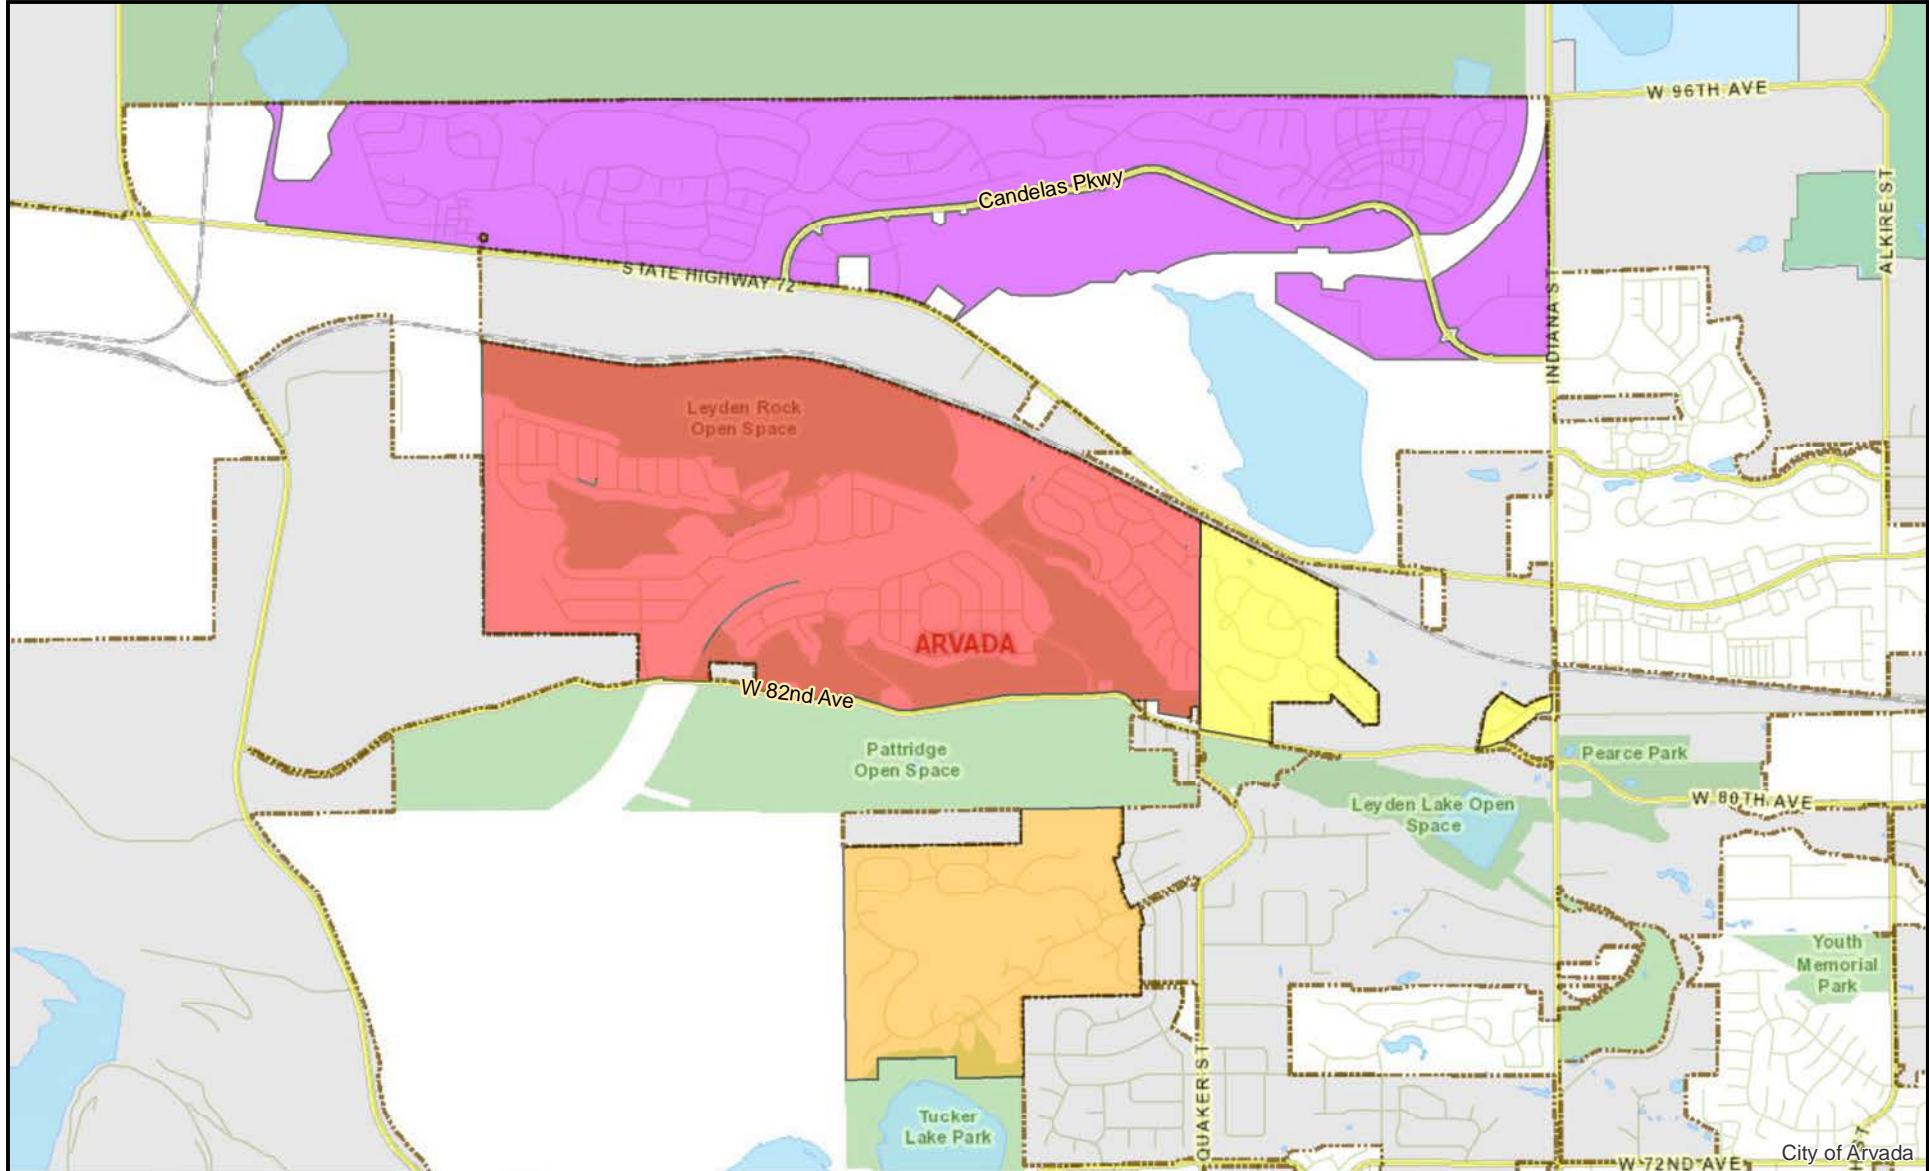 W 96TH AVE
Candelas Pkwy
ALKIRE ST
STATE HIGHWAY 72
INDIANA ST
Leyden Rock
Open Space
ARVADA
W 82nd Ave
Pattridge
Open Space
Pearce Park
W 80TH AVE
Leyden Lake Open
Space
Youth
Memorial
Park
QUAKER ST
Tucker
Lake Park
ST
City of Arvada
W 72ND AVE